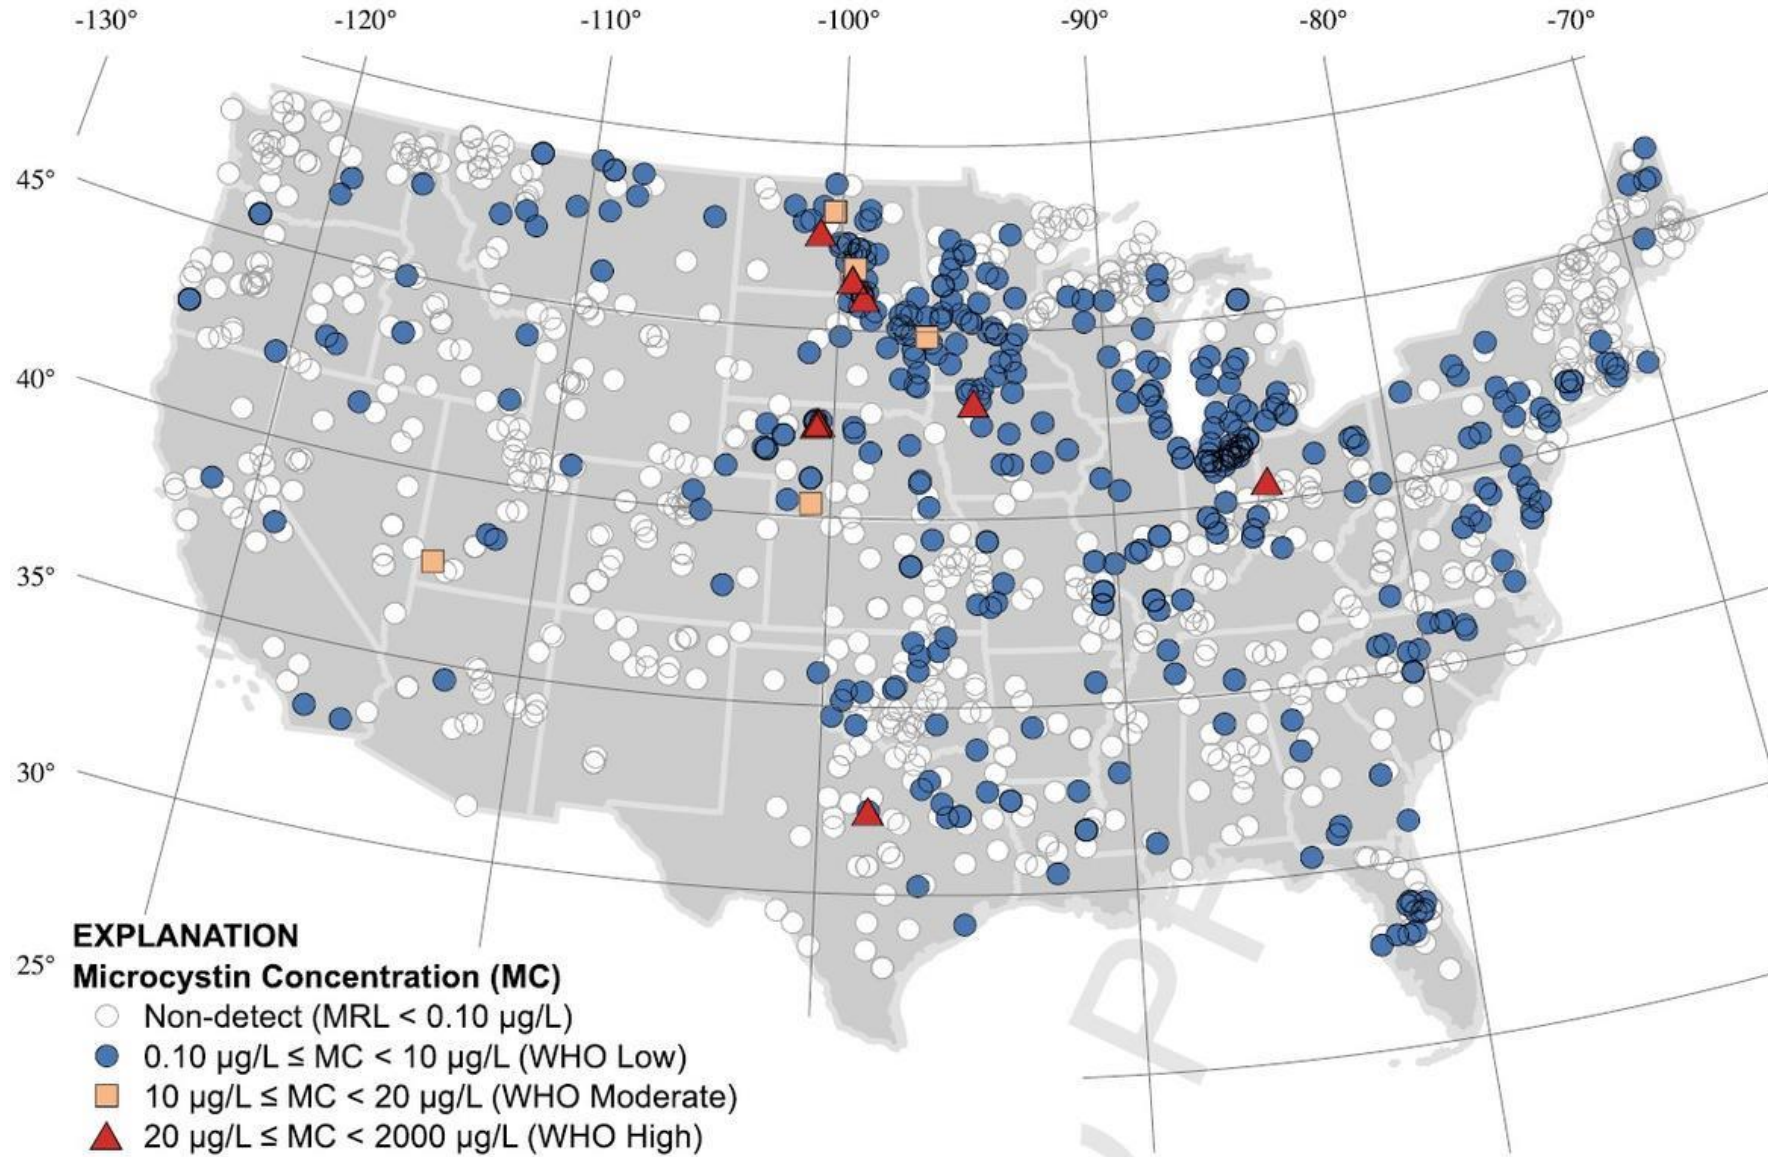 -130° -120° -110° -100° -90° -80° -70°
45°
40°
35°
30°
25°
EXPLANATION
Microcystin Concentration (MC)
Non-detect (MRL < 0.10 µg/L)
0.10 µg/L ≤ MC < 10 µg/L (WHO Low)
10 µg/L ≤ MC < 20 µg/L (WHO Moderate)
20 µg/L ≤ MC < 2000 µg/L (WHO High)